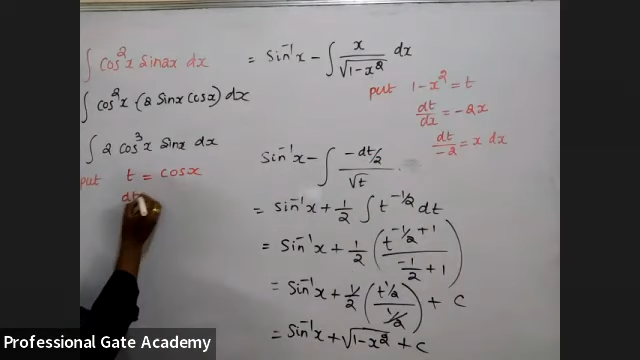 ∫ cos²x sin2x dx
∫ cos²x (2 sinx cosx) dx
∫ 2 cos³x sinx dx
put t = cosx
dt
= sin⁻¹x − ∫ x/√(1−x²) dx
put 1−x² = t
dt/dx = −2x
dt/−2 = x dx
sin⁻¹x − ∫ (−dt/2)/√t
= sin⁻¹x + 1/2 ∫ t^(−1/2) dt
= sin⁻¹x + 1/2 (t^(−1/2 + 1)/(−1/2 + 1))
= sin⁻¹x + 1/2 (t^(1/2)/(1/2)) + c
= sin⁻¹x + √(1−x²) + c
Professional Gate Academy